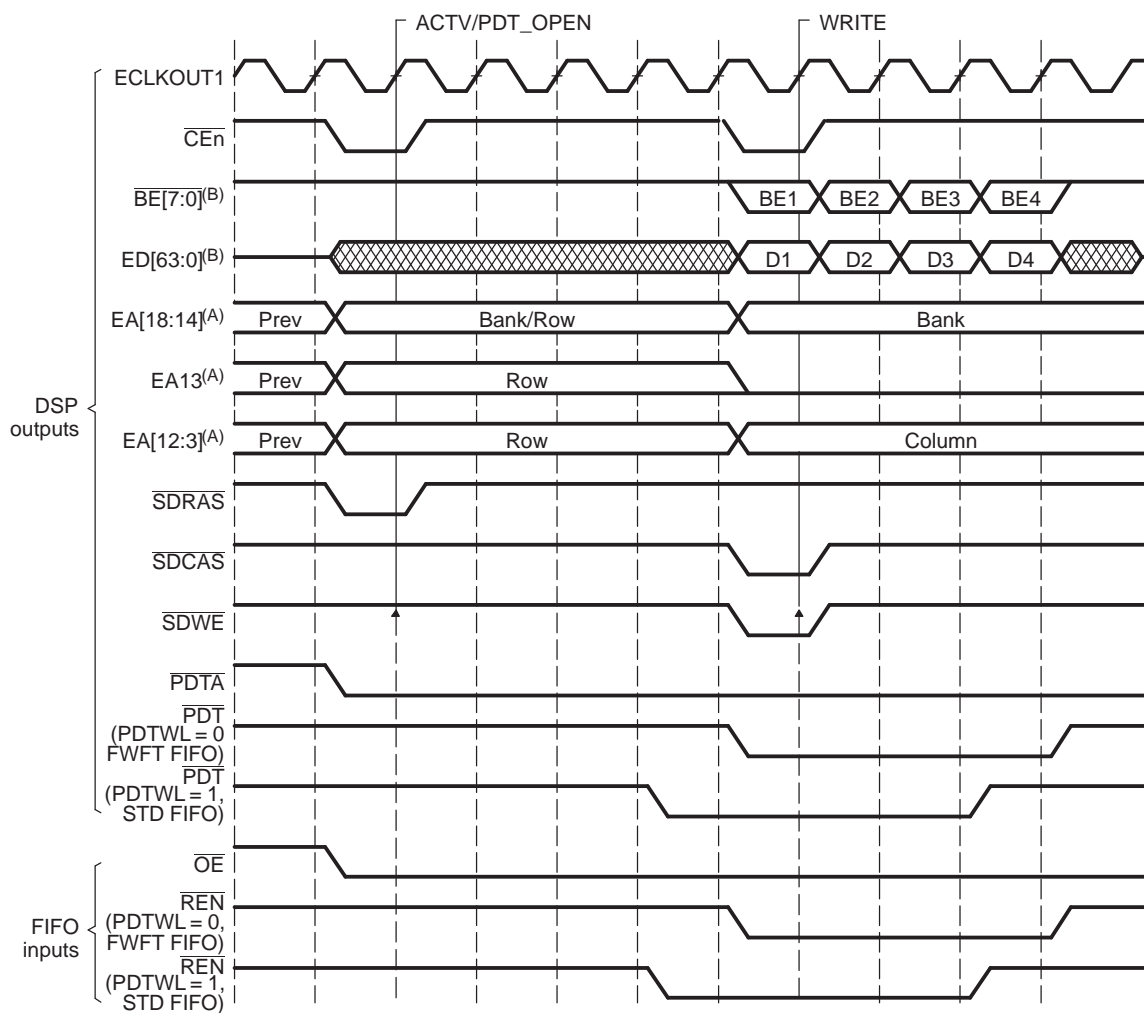 ACTV/PDT_OPEN
WRITE
ECLKOUT1
CEn
BE[7:0](B)
BE1 BE2 BE3 BE4
ED[63:0](B)
D1 D2 D3 D4
EA[18:14](A)
Prev Bank/Row Bank
EA13(A)
Prev Row
DSP
outputs
EA[12:3](A)
Prev Row Column
SDRAS
SDCAS
SDWE
PDTA
PDT
(PDTWL = 0
FWFT FIFO)
PDT
(PDTWL = 1,
STD FIFO)
OE
FIFO
inputs
REN
(PDTWL = 0,
FWFT FIFO)
REN
(PDTWL = 1,
STD FIFO)